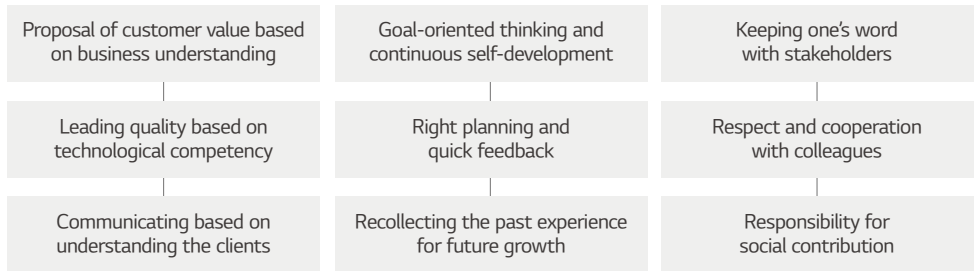 Proposal of customer value based
on business understanding
Goal-oriented thinking and
continuous self-development
Keeping one's word
with stakeholders
Leading quality based on
technological competency
Right planning and
quick feedback
Respect and cooperation
with colleagues
Communicating based on
understanding the clients
Recollecting the past experience
for future growth
Responsibility for
social contribution